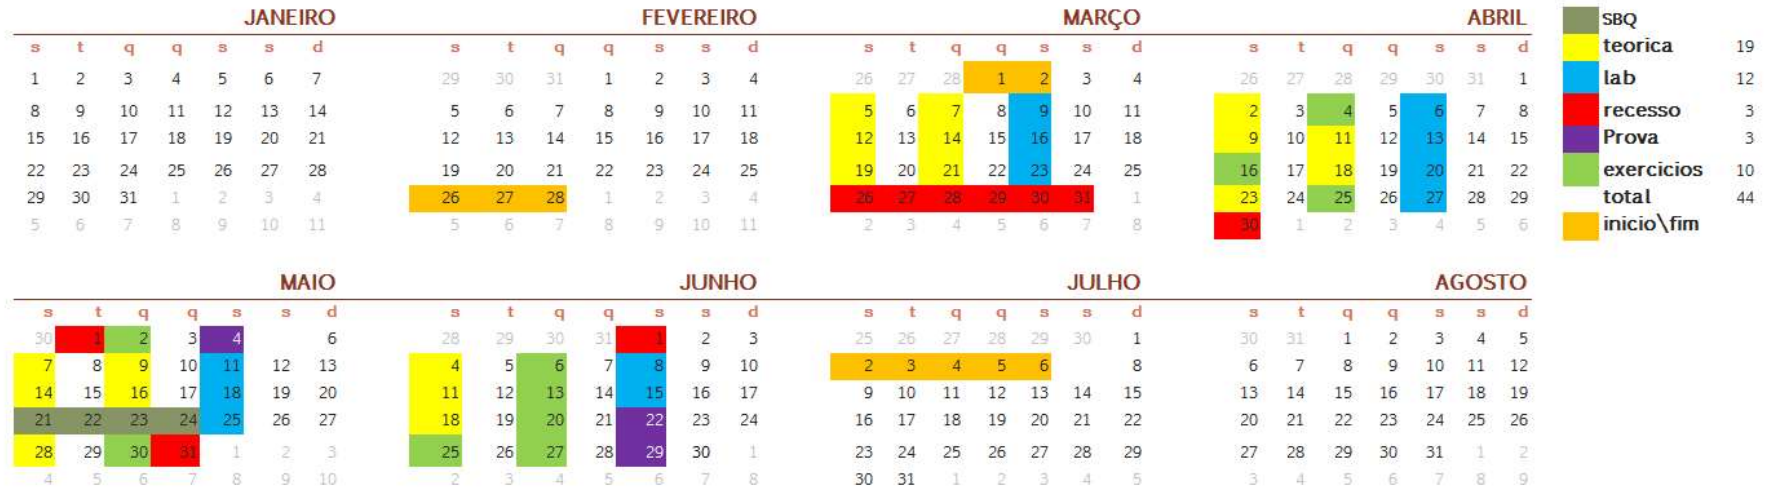 JANEIRO FEVEREIRO MARÇO ABRIL SBQ
s t q q s s d s t q q s s d s t q q s s d s t q q s s d teorica 19
1 2 3 4 5 6 7 29 30 31 1 2 3 4 26 27 28 1 2 3 4 26 27 28 29 30 31 1 lab 12
8 9 10 11 12 13 14 5 6 7 8 9 10 11 5 6 7 8 9 10 11 2 3 4 5 6 7 8 recesso 3
15 16 17 18 19 20 21 12 13 14 15 16 17 18 12 13 14 15 16 17 18 9 10 11 12 13 14 15 Prova 3
22 23 24 25 26 27 28 19 20 21 22 23 24 25 19 20 21 22 23 24 25 16 17 18 19 20 21 22 exercicios 10
29 30 31 1 2 3 4 26 27 28 1 2 3 4 26 27 28 29 30 31 1 23 24 25 26 27 28 29 total 44
5 6 7 8 9 10 11 5 6 7 8 9 10 11 2 3 4 5 6 7 8 30 1 2 3 4 5 6 inicio\fim
MAIO JUNHO JULHO AGOSTO
s t q q s s d s t q q s s d s t q q s s d s t q q s s d
30 1 2 3 4 6 28 29 30 31 1 2 3 25 26 27 28 29 30 1 30 31 1 2 3 4 5
7 8 9 10 11 12 13 4 5 6 7 8 9 10 2 3 4 5 6 8 6 7 8 9 10 11 12
14 15 16 17 18 19 20 11 12 13 14 15 16 17 9 10 11 12 13 14 15 13 14 15 16 17 18 19
21 22 23 24 25 26 27 18 19 20 21 22 23 24 16 17 18 19 20 21 22 20 21 22 23 24 25 26
28 29 30 31 1 2 3 25 26 27 28 29 30 1 23 24 25 26 27 28 29 27 28 29 30 31 1 2
4 5 6 7 8 9 10 2 3 4 5 6 7 8 30 31 1 2 3 4 5 3 4 5 6 7 8 9